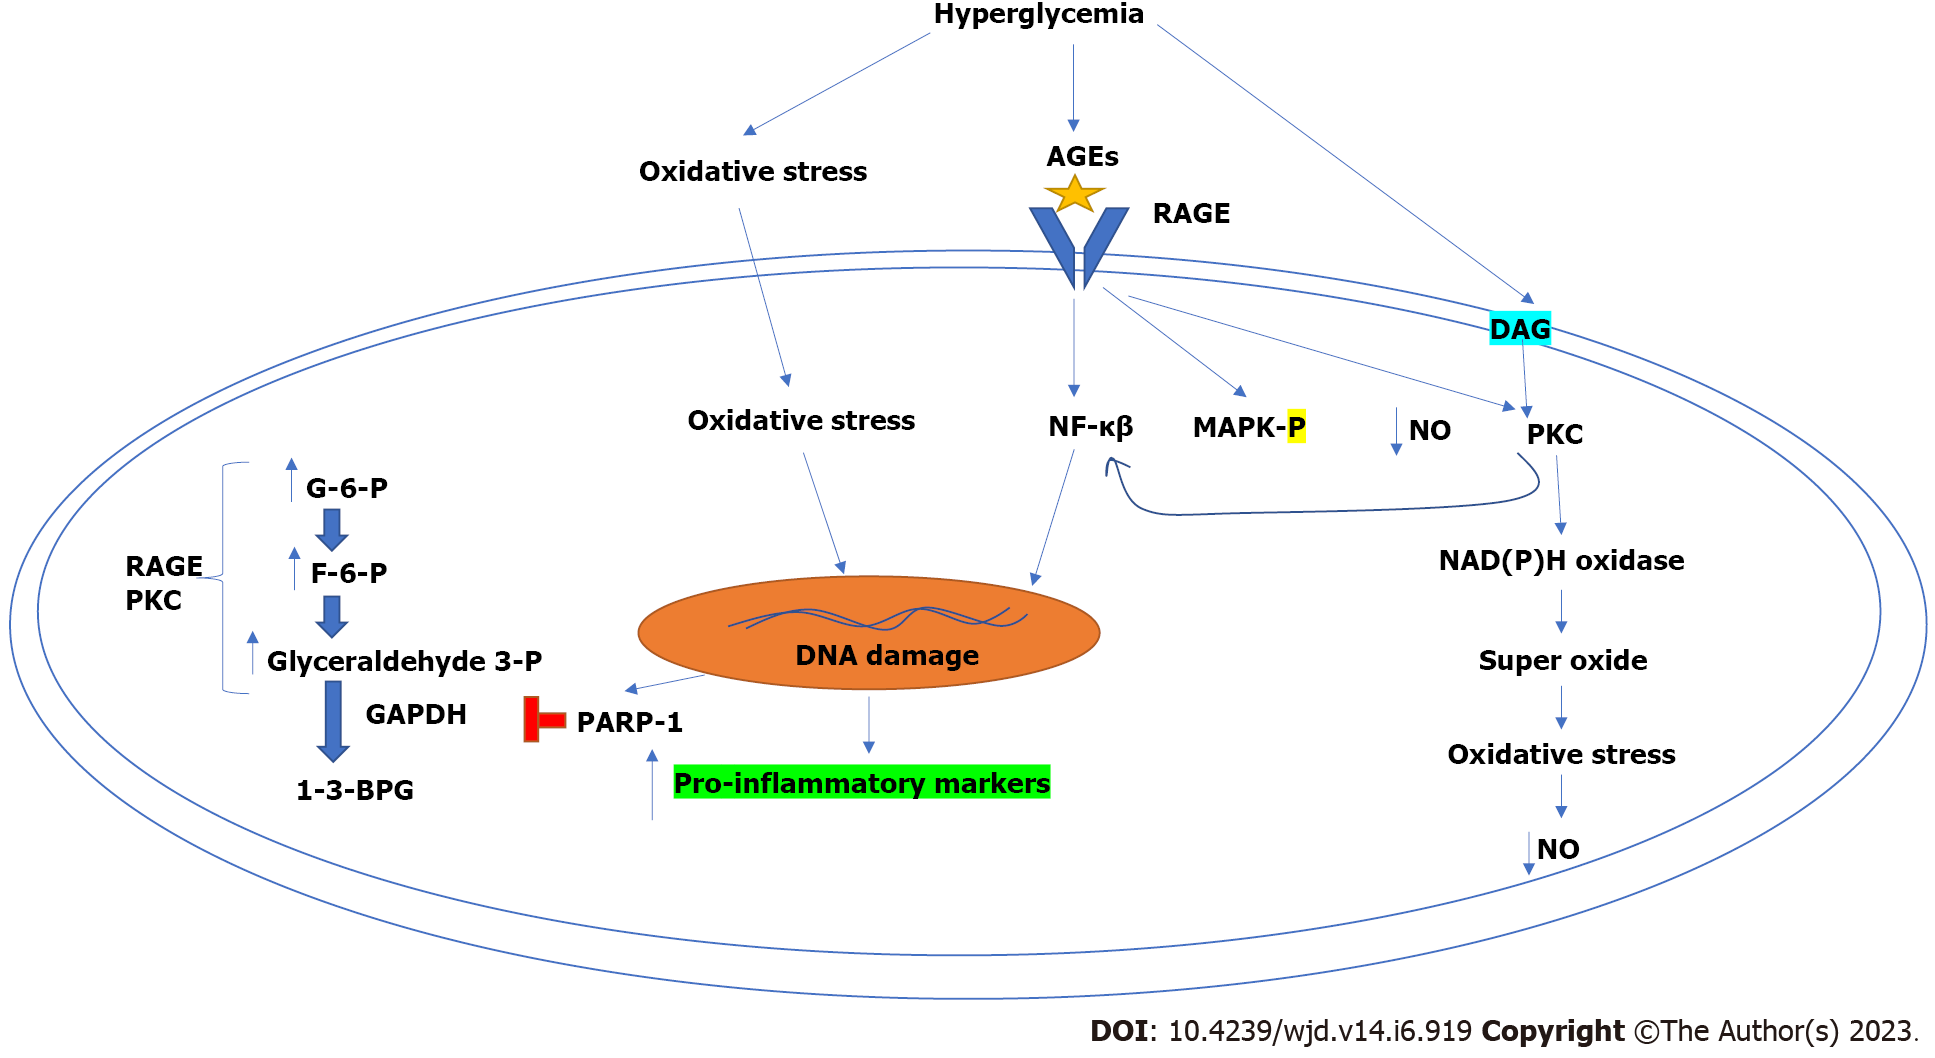 Hyperglycemia
Oxidative stress
AGEs
RAGE
DAG
Oxidative stress
NF-κβ
MAPK-P
NO
PKC
G-6-P
F-6-P
RAGE
PKC
Glyceraldehyde 3-P
GAPDH
1-3-BPG
DNA damage
PARP-1
Pro-inflammatory markers
NAD(P)H oxidase
Super oxide
Oxidative stress
NO
DOI: 10.4239/wjd.v14.i6.919 Copyright ©The Author(s) 2023.